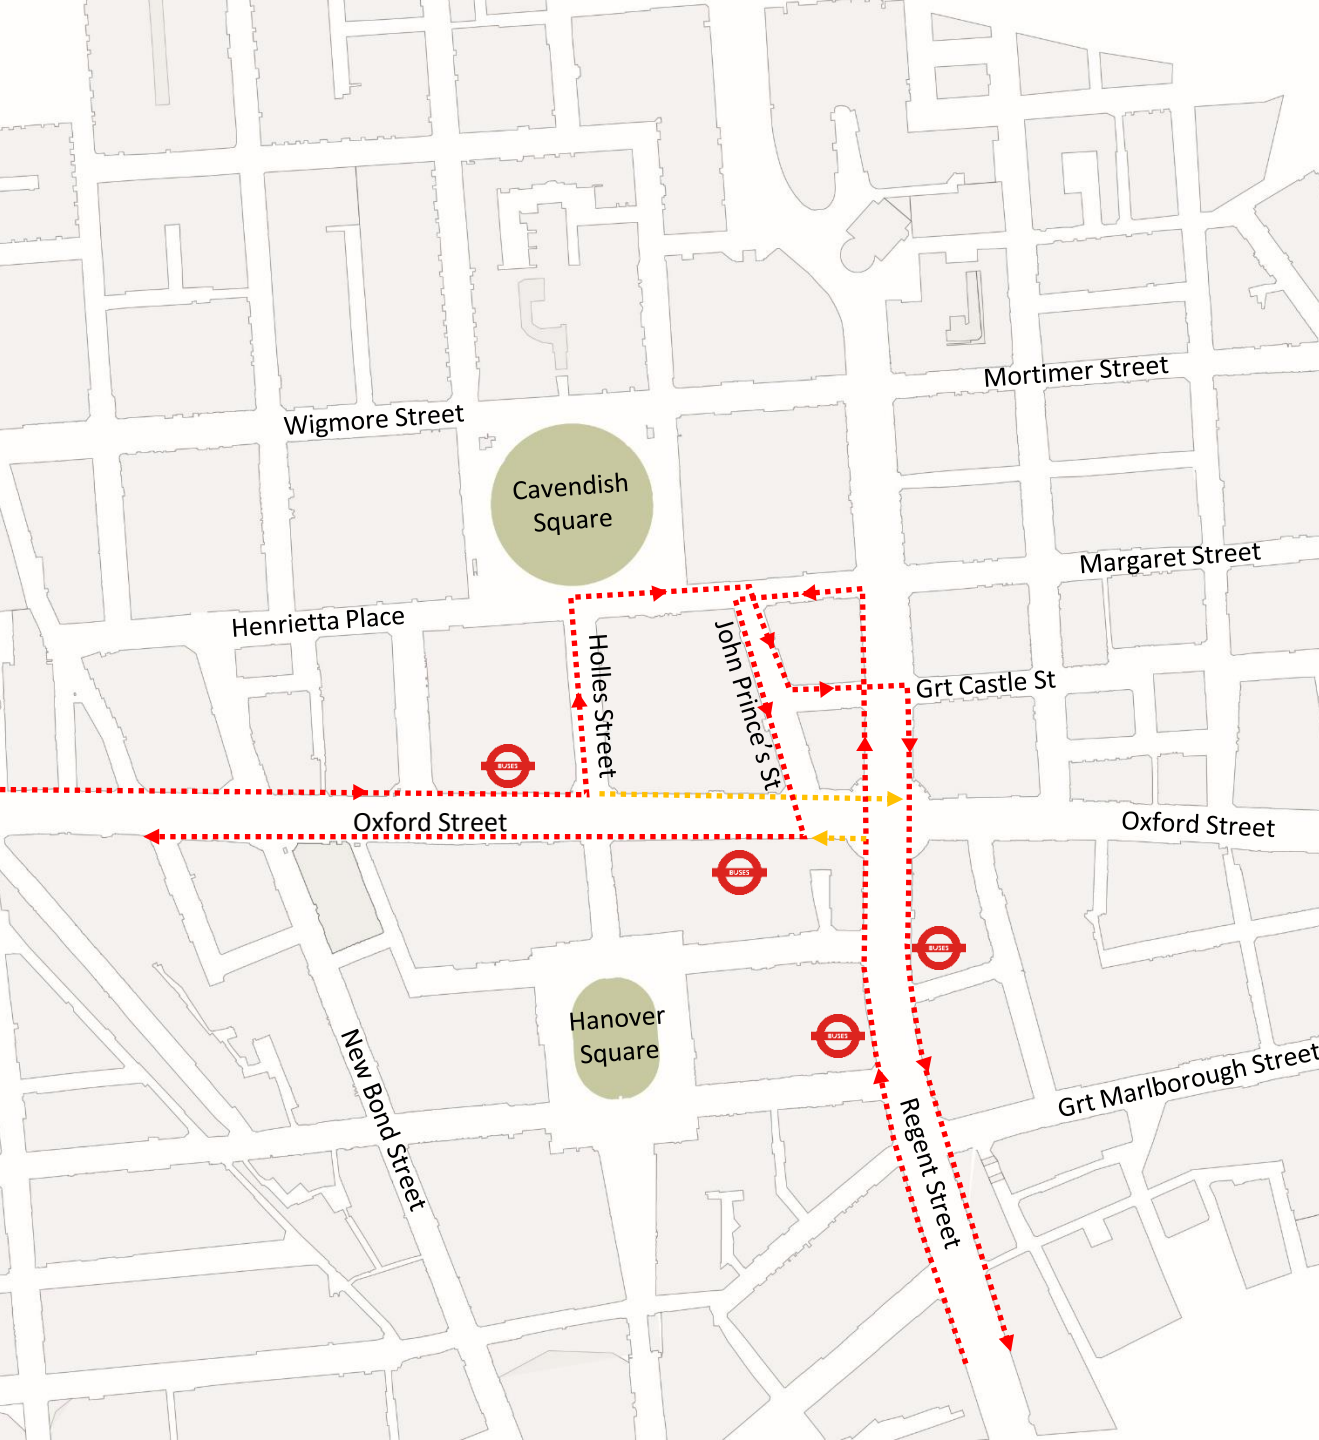 Mortimer Street
Wigmore Street
Cavendish
Square
Margaret Street
Henrietta Place
Holles Street
John Prince's St
Grt Castle St
BUSES
Oxford Street
Oxford Street
BUSES
BUSES
Hanover
Square
BUSES
New Bond Street
Regent Street
Grt Marlborough Street